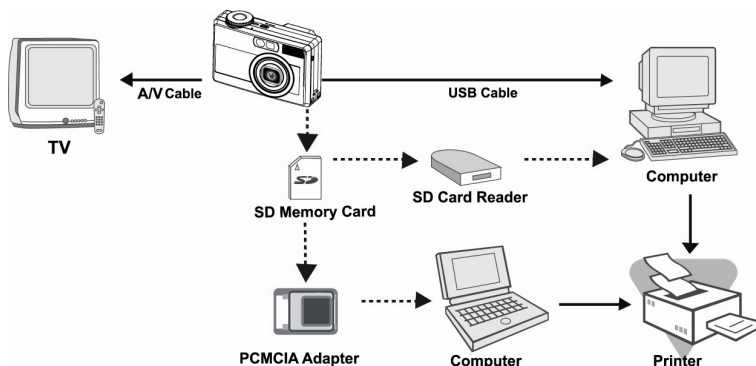 A/V Cable
USB Cable
TV
SD
SD Memory Card
SD Card Reader
Computer
PCMCIA Adapter
Computer
Printer